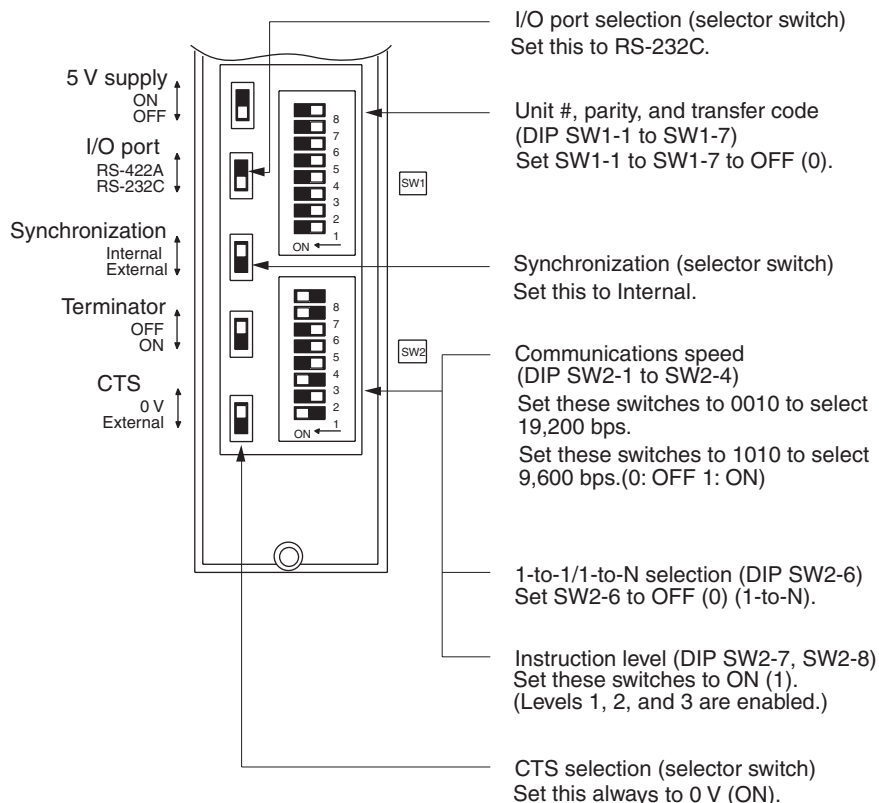 I/O port selection (selector switch)
Set this to RS-232C.
5 V supply
ON
OFF
I/O port
RS-422A
RS-232C
Synchronization
Internal
External
Terminator
OFF
ON
CTS
0 V
External
8
7
6
5
4
3
2
1
ON
SW1
8
7
6
5
4
3
2
1
ON
SW2
Unit #, parity, and transfer code
(DIP SW1-1 to SW1-7)
Set SW1-1 to SW1-7 to OFF (0).
Synchronization (selector switch)
Set this to Internal.
Communications speed
(DIP SW2-1 to SW2-4)
Set these switches to 0010 to select
19,200 bps.
Set these switches to 1010 to select
9,600 bps.(0: OFF 1: ON)
1-to-1/1-to-N selection (DIP SW2-6)
Set SW2-6 to OFF (0) (1-to-N).
Instruction level (DIP SW2-7, SW2-8)
Set these switches to ON (1).
(Levels 1, 2, and 3 are enabled.)
CTS selection (selector switch)
Set this always to 0 V (ON).